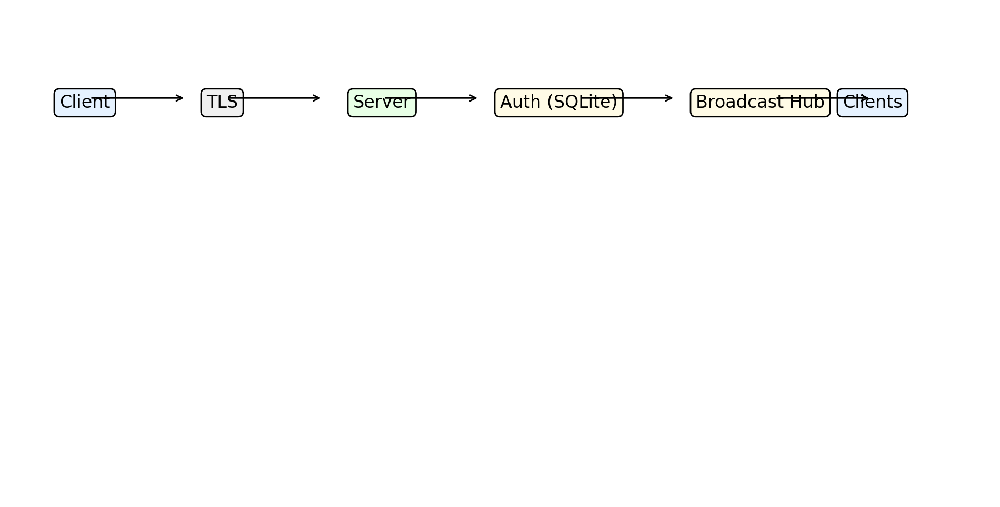 Client
TLS
Server
Auth (SQLite)
Broadcast Hub
Clients